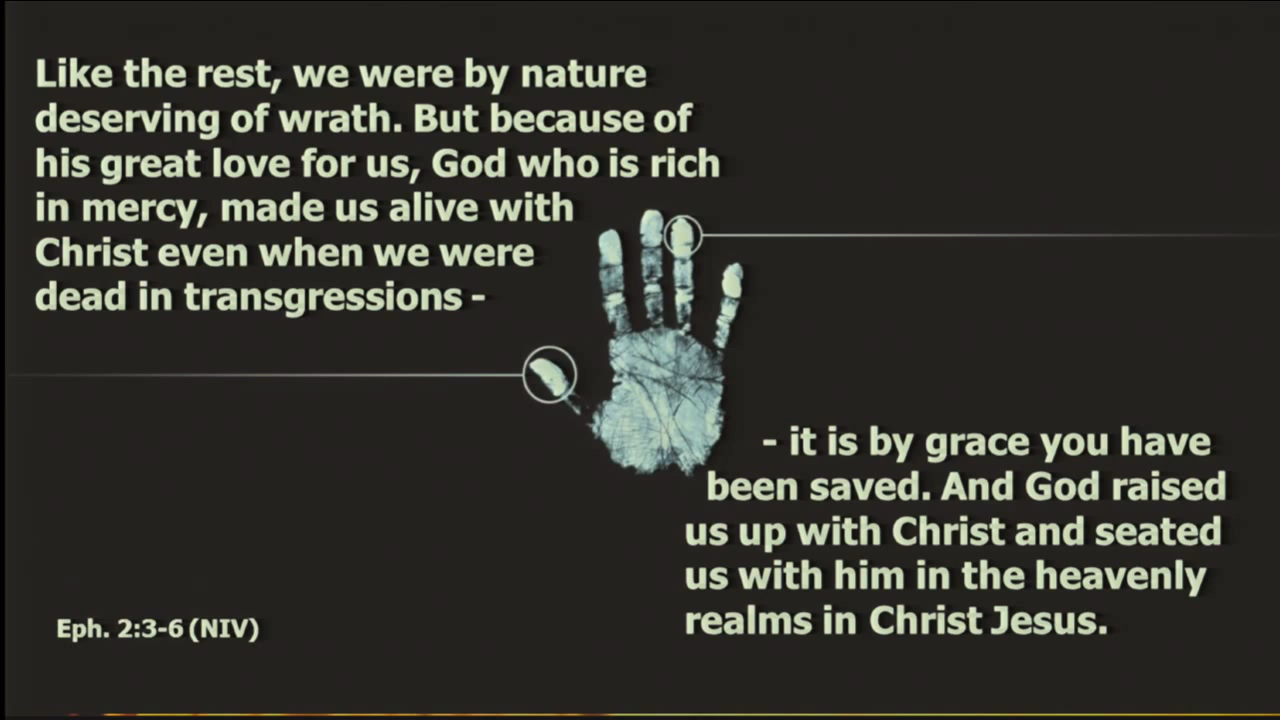 Like the rest, we were by nature
deserving of wrath. But because of
his great love for us, God who is rich
in mercy, made us alive with
Christ even when we were
dead in transgressions -
- it is by grace you have
been saved. And God raised
us up with Christ and seated
us with him in the heavenly
realms in Christ Jesus.
Eph. 2:3-6 (NIV)